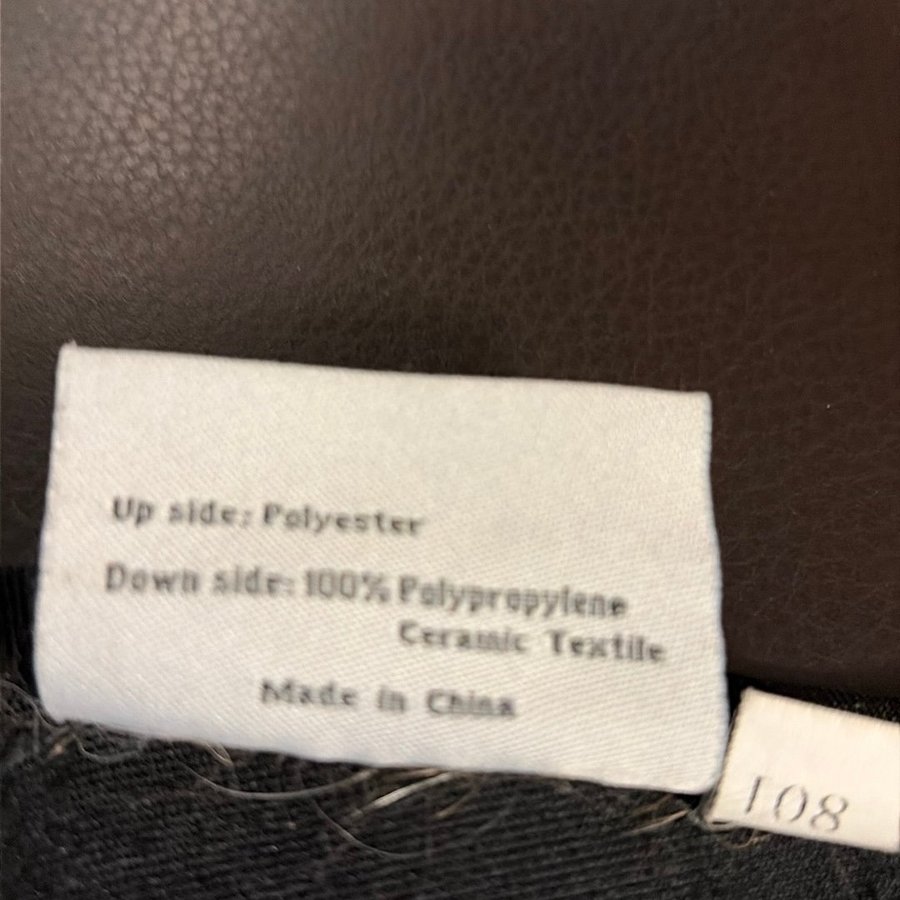 Up side: Polyester
Down side: 100% Polypropylene
Ceramic Textile
Made in China
108